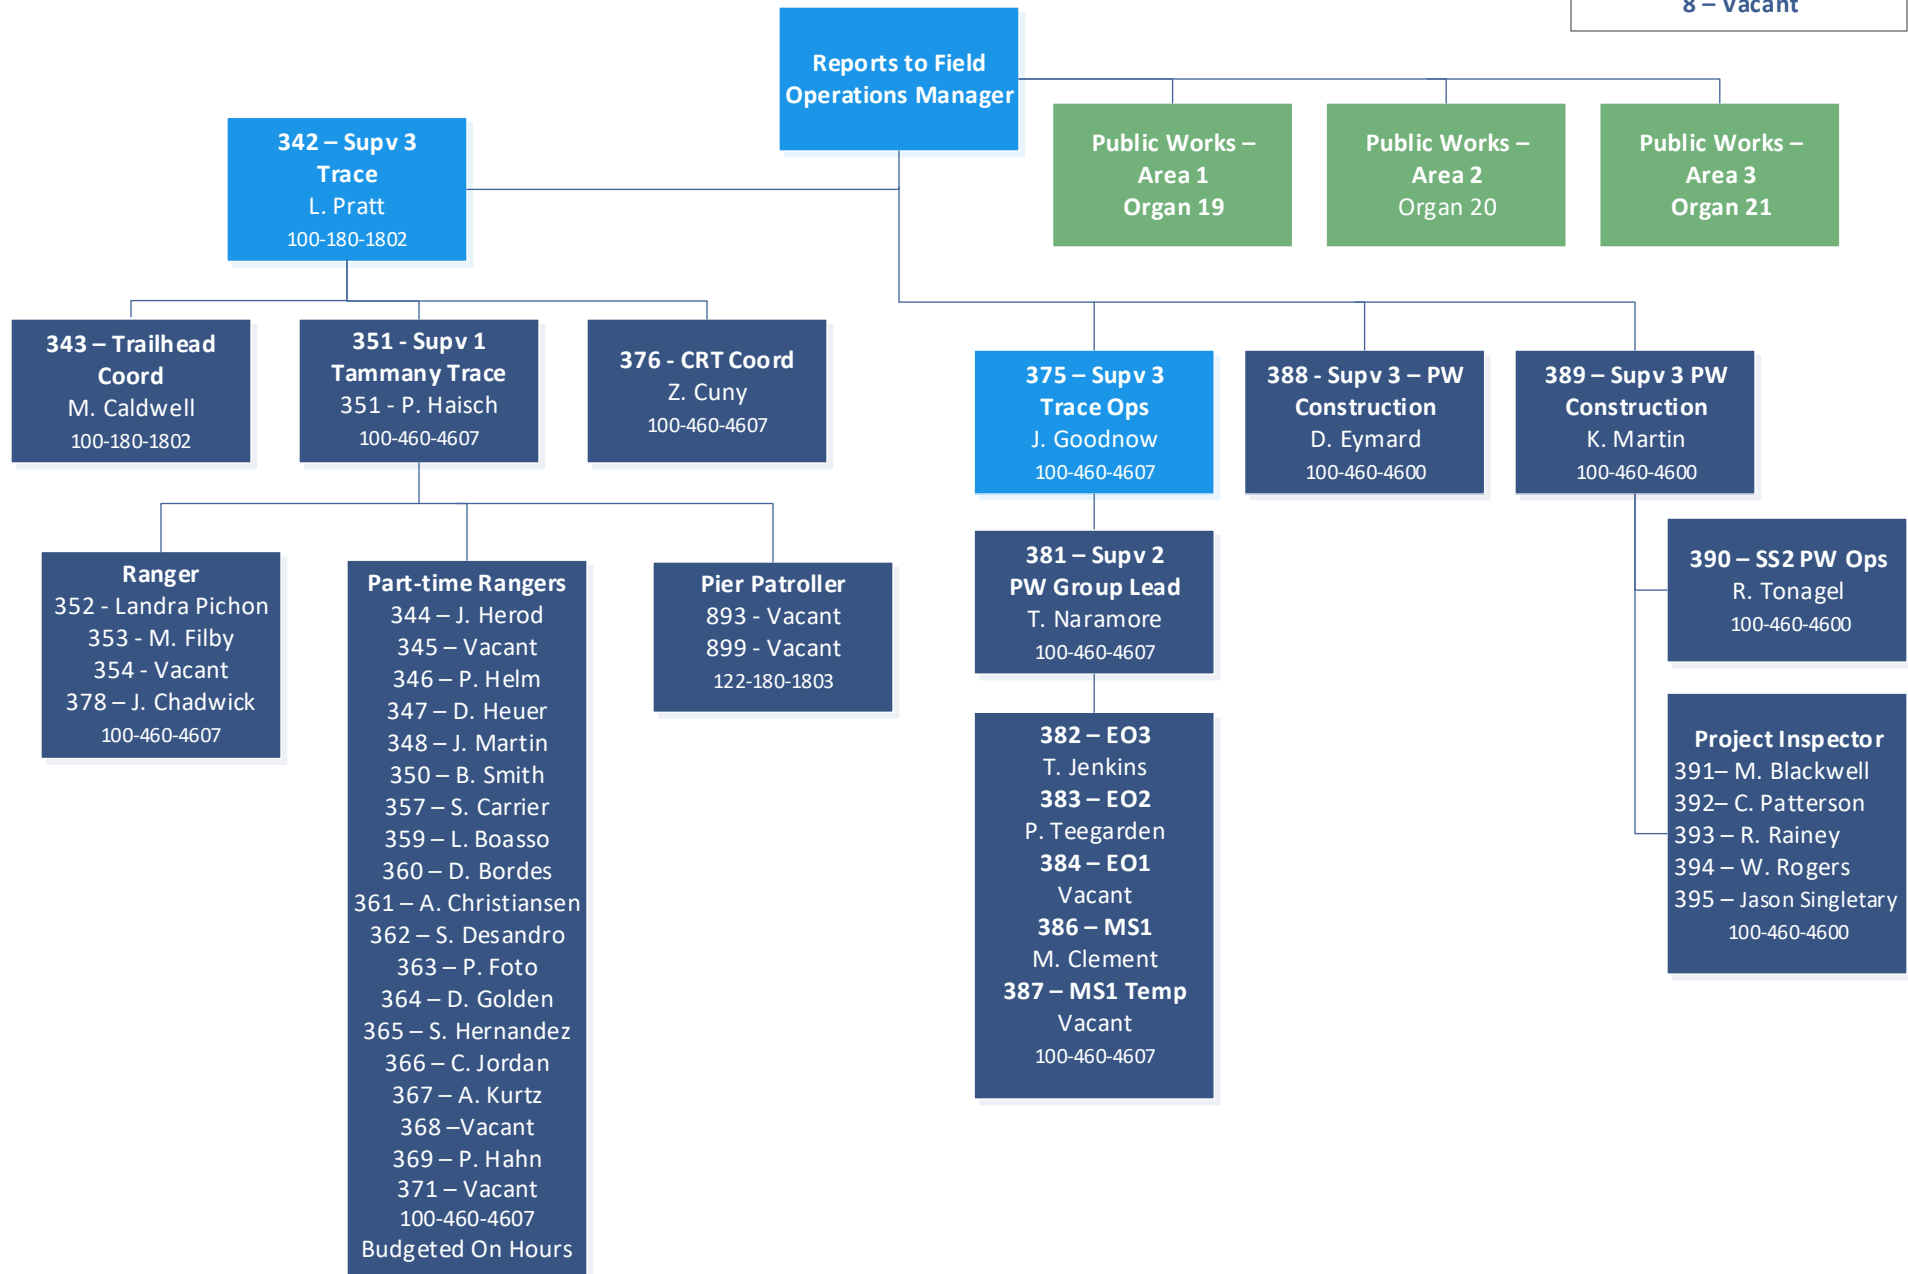 8 – Vacant
Reports to Field
Operations Manager
Public Works –
Area 1
Organ 19
Public Works –
Area 2
Organ 20
Public Works –
Area 3
Organ 21
342 – Supv 3
Trace
L. Pratt
100-180-1802
343 – Trailhead
Coord
M. Caldwell
100-180-1802
351 - Supv 1
Tammany Trace
351 - P. Haisch
100-460-4607
376 - CRT Coord
Z. Cuny
100-460-4607
375 – Supv 3
Trace Ops
J. Goodnow
100-460-4607
388 - Supv 3 – PW
Construction
D. Eymard
100-460-4600
389 – Supv 3 PW
Construction
K. Martin
100-460-4600
Ranger
352 - Landra Pichon
353 - M. Filby
354 - Vacant
378 – J. Chadwick
100-460-4607
Part-time Rangers
344 – J. Herod
345 – Vacant
346 – P. Helm
347 – D. Heuer
348 – J. Martin
350 – B. Smith
357 – S. Carrier
359 – L. Boasso
360 – D. Bordes
361 – A. Christiansen
362 – S. Desandro
363 – P. Foto
364 – D. Golden
365 – S. Hernandez
366 – C. Jordan
367 – A. Kurtz
368 –Vacant
369 – P. Hahn
371 – Vacant
100-460-4607
Budgeted On Hours
Pier Patroller
893 - Vacant
899 - Vacant
122-180-1803
381 – Supv 2
PW Group Lead
T. Naramore
100-460-4607
382 – EO3
T. Jenkins
383 – EO2
P. Teegarden
384 – EO1
Vacant
386 – MS1
M. Clement
387 – MS1 Temp
Vacant
100-460-4607
390 – SS2 PW Ops
R. Tonagel
100-460-4600
Project Inspector
391– M. Blackwell
392– C. Patterson
393 – R. Rainey
394 – W. Rogers
395 – Jason Singletary
100-460-4600